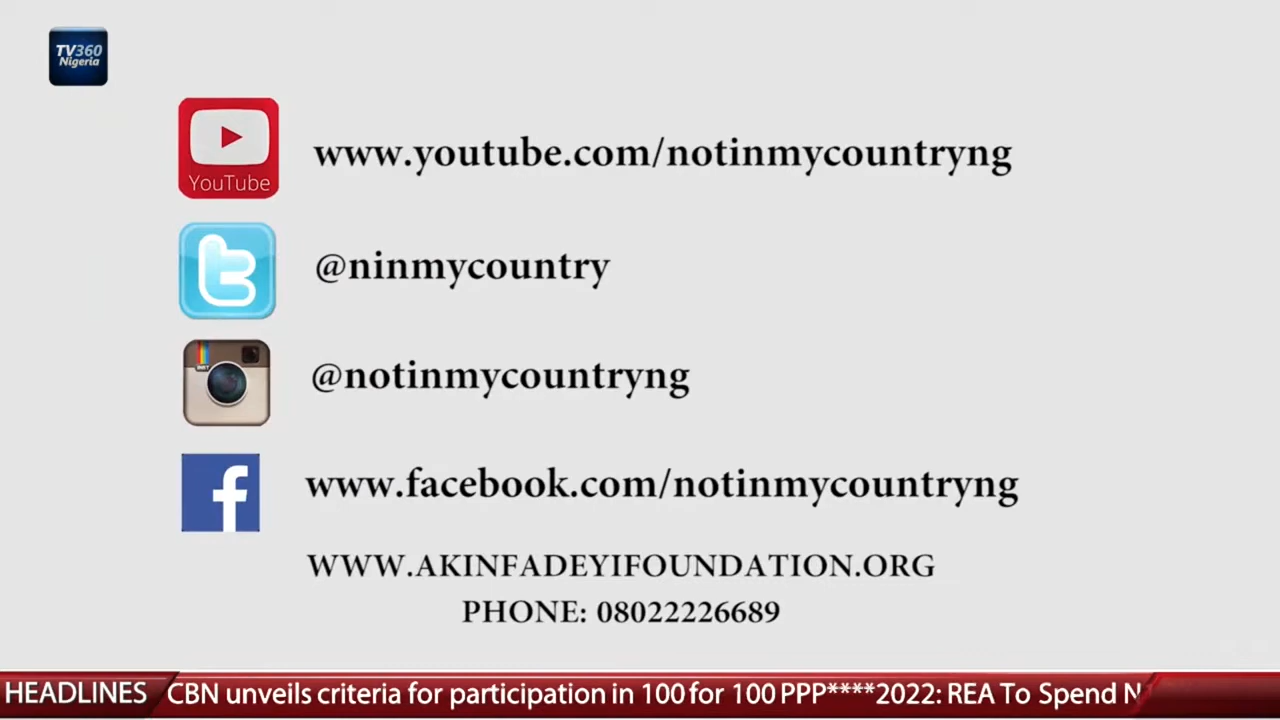 TV360
Nigeria
YouTube
www.youtube.com/notinmycountryng
@ninmycountry
@notinmycountryng
www.facebook.com/notinmycountryng
WWW.AKINFADEYIFOUNDATION.ORG
PHONE: 08022226689
HEADLINES CBN unveils criteria for participation in 100 for 100 PPP****2022: REA To Spend